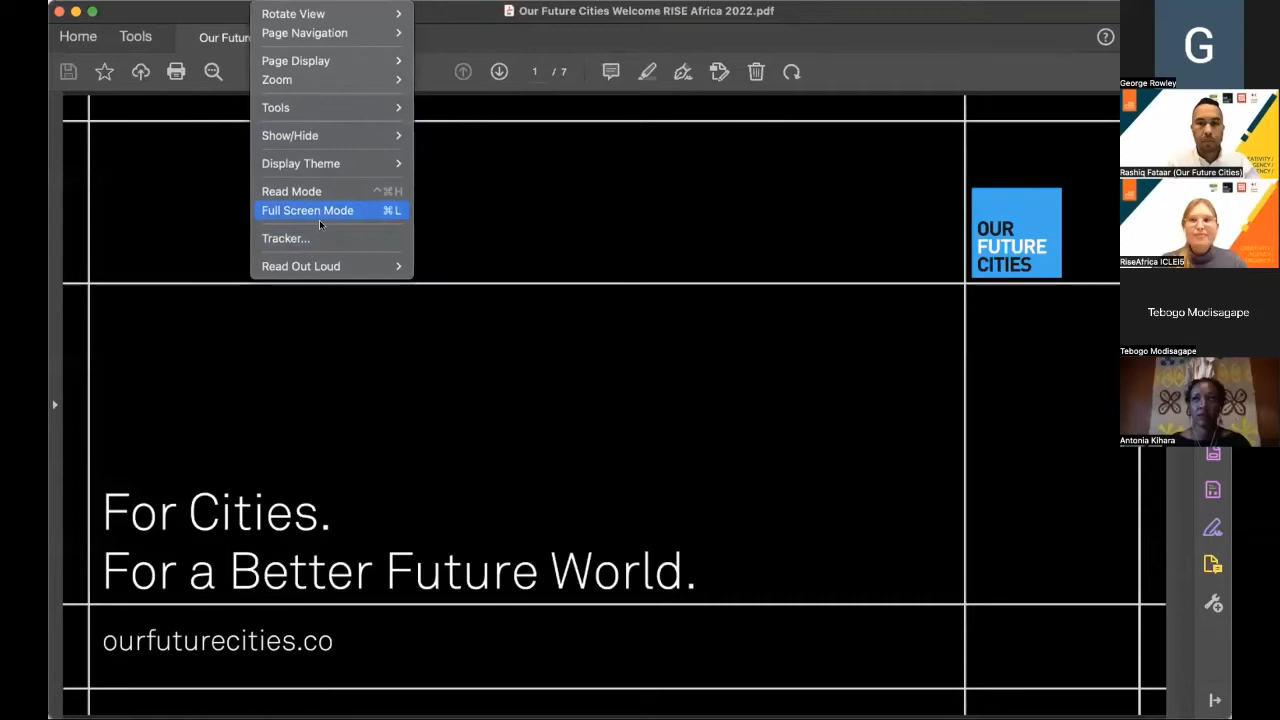 Our Future Cities Welcome RISE Africa 2022.pdf
Home
Tools
Our Futur
1 / 7
Rotate View
Page Navigation
Page Display
Zoom
Tools
Show/Hide
Display Theme
Read Mode ^⌘H
Full Screen Mode ⌘L
Tracker...
Read Out Loud
OUR
FUTURE
CITIES
For Cities.
For a Better Future World.
ourfuturecities.co
G
George Rowley
Rashiq Fataar (Our Future Cities)
RiseAfrica ICLEI5
Tebogo Modisagape
Tebogo Modisagape
Antonia Kihara